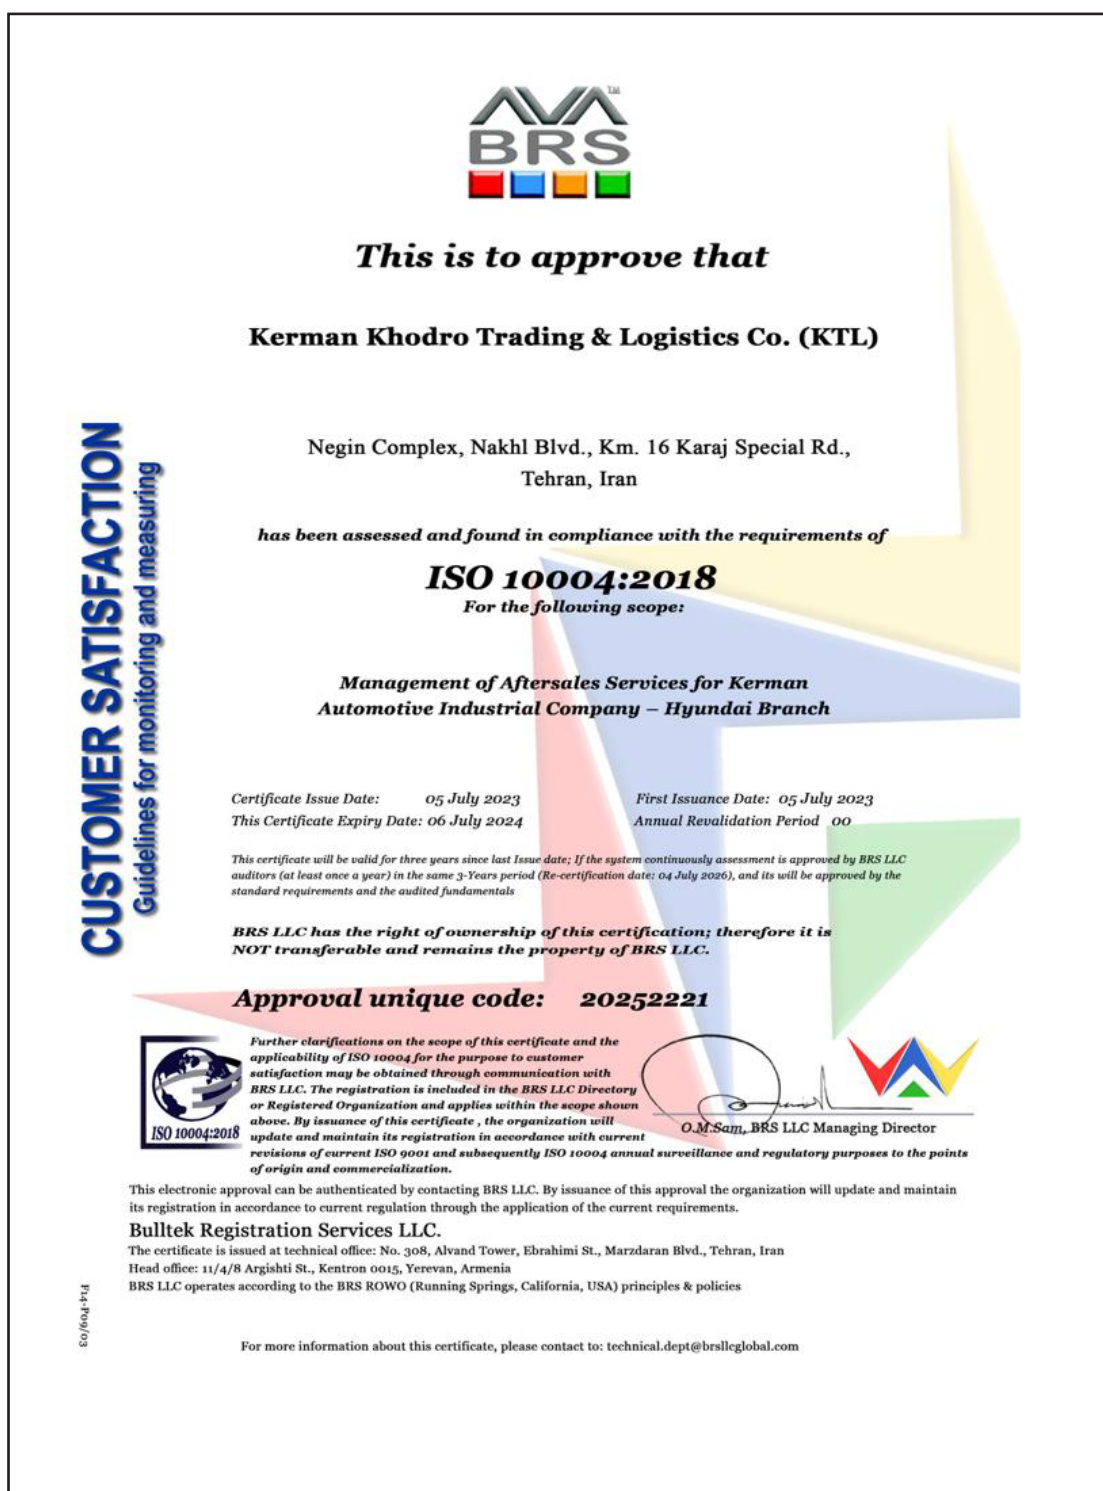 AVA™
BRS
This is to approve that
Kerman Khodro Trading & Logistics Co. (KTL)
Negin Complex, Nakhl Blvd., Km. 16 Karaj Special Rd.,
Tehran, Iran
has been assessed and found in compliance with the requirements of
ISO 10004:2018
For the following scope:
Management of Aftersales Services for Kerman
Automotive Industrial Company – Hyundai Branch
CUSTOMER SATISFACTION
Guidelines for monitoring and measuring
Certificate Issue Date: 05 July 2023 First Issuance Date: 05 July 2023
This Certificate Expiry Date: 06 July 2024 Annual Revalidation Period 00
This certificate will be valid for three years since last Issue date; If the system continuously assessment is approved by BRS LLC
auditors (at least once a year) in the same 3-Years period (Re-certification date: 04 July 2026), and its will be approved by the
standard requirements and the audited fundamentals
BRS LLC has the right of ownership of this certification; therefore it is
NOT transferable and remains the property of BRS LLC.
Approval unique code: 20252221
ISO 10004:2018
Further clarifications on the scope of this certificate and the
applicability of ISO 10004 for the purpose to customer
satisfaction may be obtained through communication with
BRS LLC. The registration is included in the BRS LLC Directory
or Registered Organization and applies within the scope shown
above. By issuance of this certificate , the organization will
update and maintain its registration in accordance with current
revisions of current ISO 9001 and subsequently ISO 10004 annual surveillance and regulatory purposes to the points
of origin and commercialization.
O.M.Sam, BRS LLC Managing Director
This electronic approval can be authenticated by contacting BRS LLC. By issuance of this approval the organization will update and maintain
its registration in accordance to current regulation through the application of the current requirements.
Bulltek Registration Services LLC.
The certificate is issued at technical office: No. 308, Alvand Tower, Ebrahimi St., Marzdaran Blvd., Tehran, Iran
Head office: 11/4/8 Argishti St., Kentron 0015, Yerevan, Armenia
BRS LLC operates according to the BRS ROWO (Running Springs, California, USA) principles & policies
F14-P09/03
For more information about this certificate, please contact to: technical.dept@brsllcglobal.com